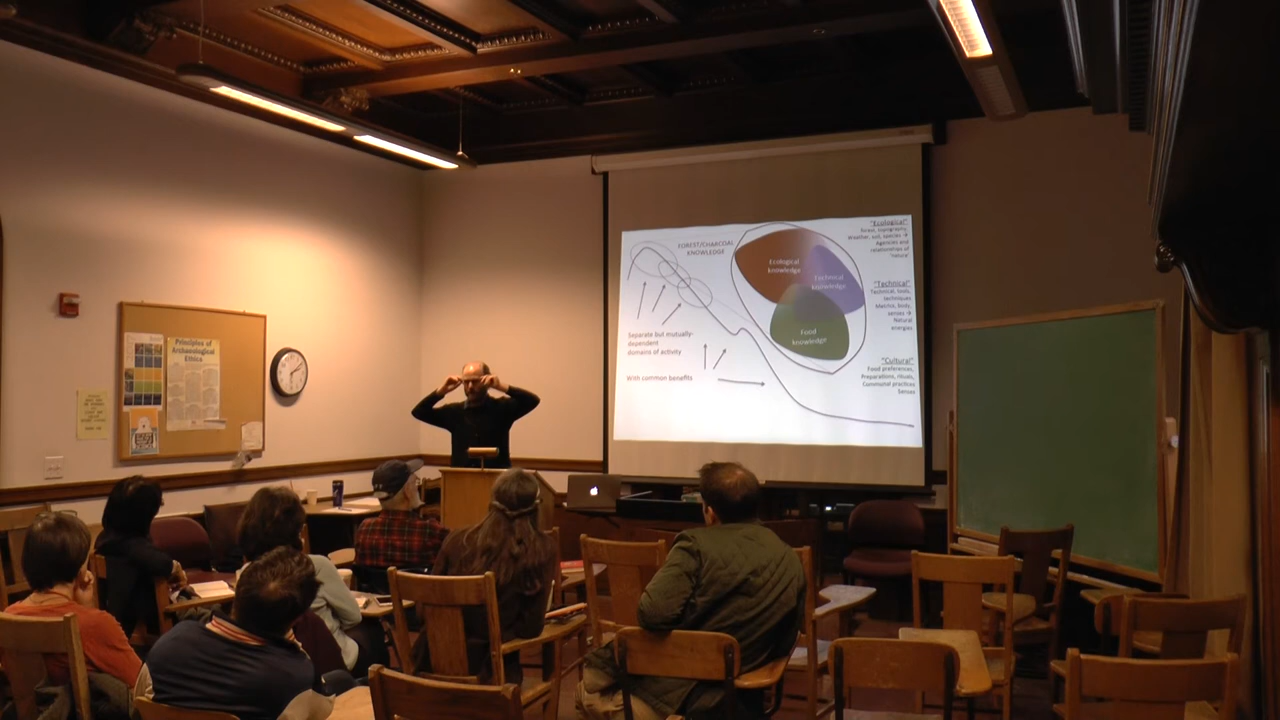 Principles of
Archaeological
Ethics
FOREST/CHARCOAL
KNOWLEDGE
Ecological
knowledge
Technical
knowledge
Food
knowledge
Separate but mutually-
dependent
domains of activity
With common benefits
"Ecological"
forest, topography,
Weather, soil, species →
Agencies and
relationships of
'nature'
"Technical"
Technical, tools,
techniques
Metcho, body,
senses →
Natural
energies
"Cultural"
Food preferences,
Preparations, rituals,
Communal practices
Senses